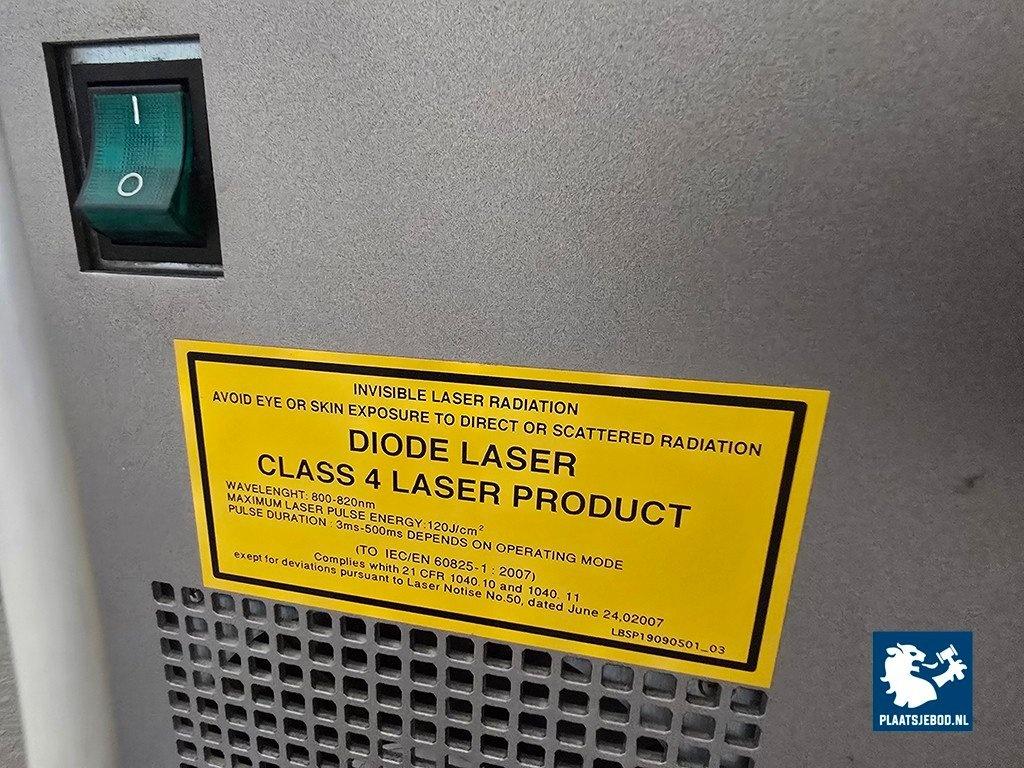 I
O
INVISIBLE LASER RADIATION
AVOID EYE OR SKIN EXPOSURE TO DIRECT OR SCATTERED RADIATION
DIODE LASER
CLASS 4 LASER PRODUCT
WAVELENGHT: 800-820nm
MAXIMUM LASER PULSE ENERGY:120J/cm²
PULSE DURATION : 3ms-500ms DEPENDS ON OPERATING MODE
(TO IEC/EN 60825-1 : 2007)
Complies whith 21 CFR 1040.10 and 1040. 11
exept for deviations pursuant to Laser Notise No.50, dated June 24,02007
LBSP19090501_03
PLAATSJEBOD.NL